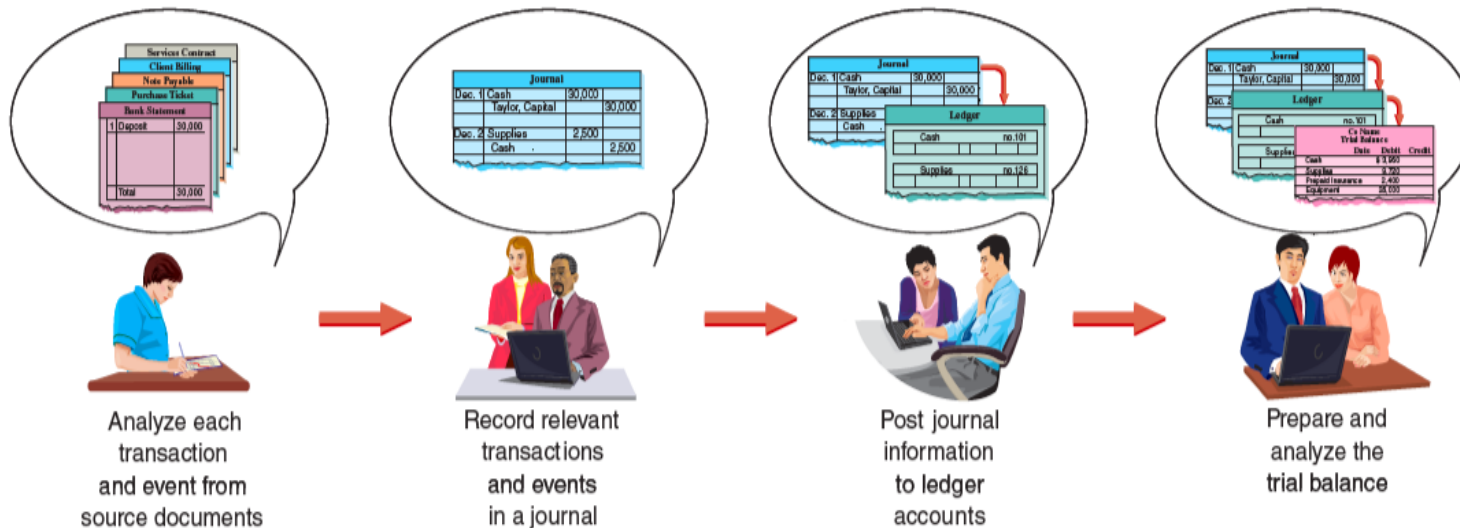 Services Contract
Client Billing
Note Payable
Purchase Ticket
Bank Statement
1 Deposit 30,000
Total 30,000
Analyze each
transaction
and event from
source documents
Journal
Dec. 1 Cash 30,000
Taylor, Capital 30,000
Dec. 2 Supplies 2,500
Cash . 2,500
Record relevant
transactions
and events
in a journal
Journal
Dec. 1 Cash 30,000
Taylor, Capital 30,000
Dec. 2 Supplies
Cash .
Ledger
Cash no.101
Supplies no.126
Post journal
information
to ledger
accounts
Journal
Dec. 1 Cash 30,000
Taylor, Capital 30,000
Dec. 2
Ledger
Cash no.101
Co Name
Trial Balance
Date Debit Credit
Cash
Supplies
Prepaid Insurance 2,400
Equipment
Prepare and
analyze the
trial balance